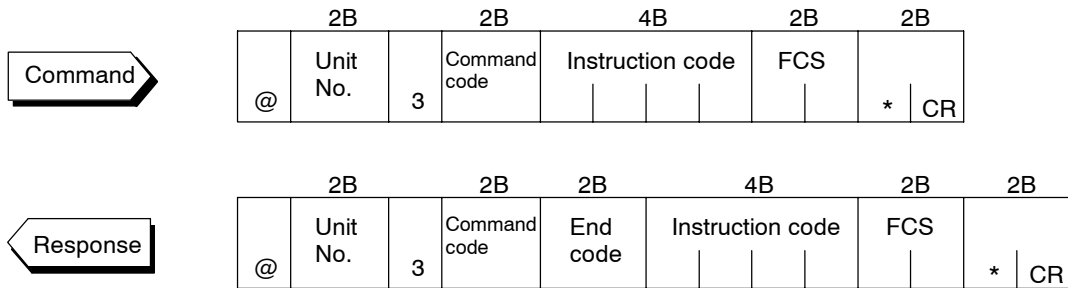 2B 2B 4B 2B 2B
Command
@ Unit No. 3 Command code Instruction code FCS * CR
2B 2B 2B 4B 2B 2B
Response
@ Unit No. 3 Command code End code Instruction code FCS * CR